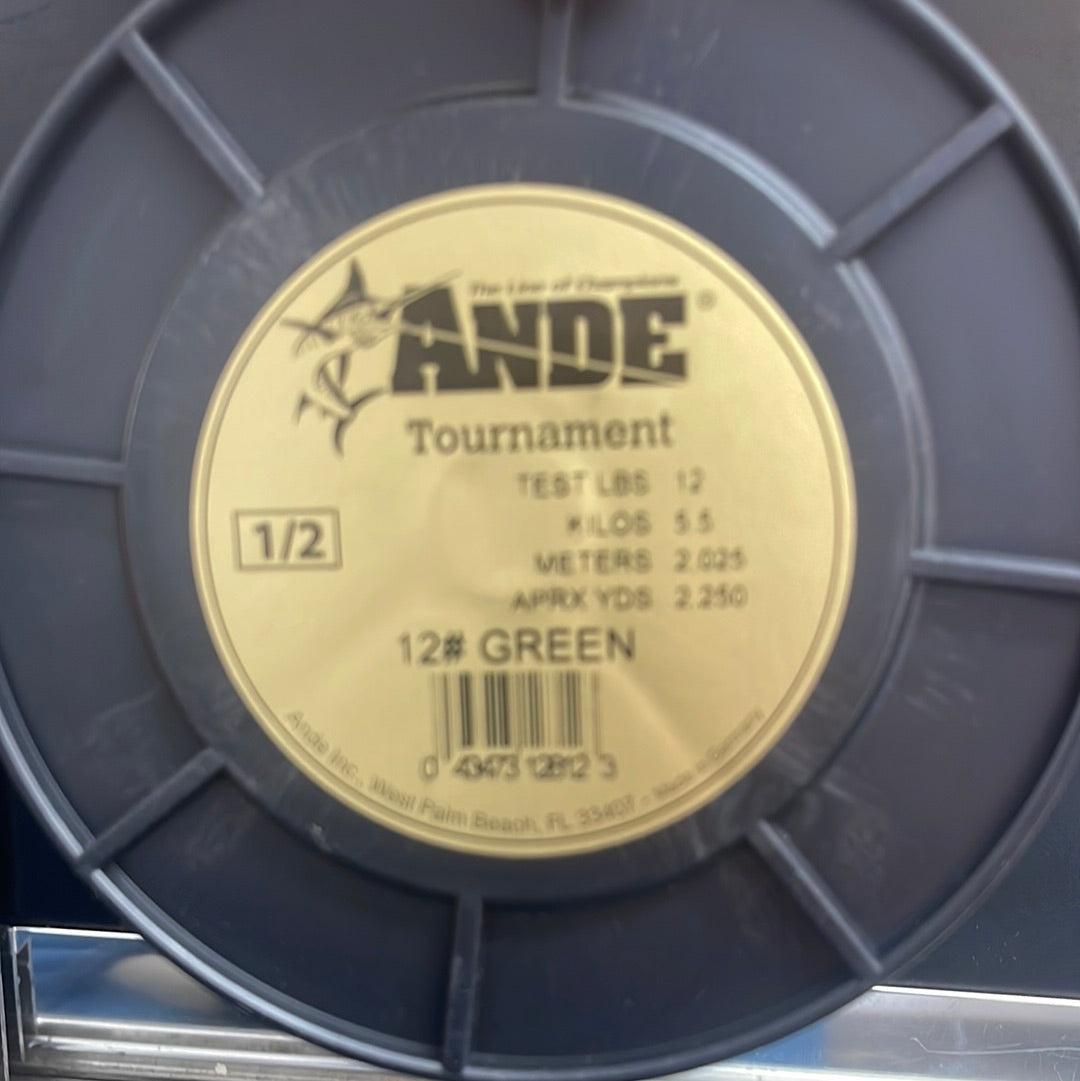 The Line of Champions
ANDE®
Tournament
TEST LBS 12
KILOS 5.5
METERS 2.025
APRX YDS 2.250
1/2
12# GREEN
0 43473 12812 3
Ande Inc., West Palm Beach, FL 33407 - Made in Germany